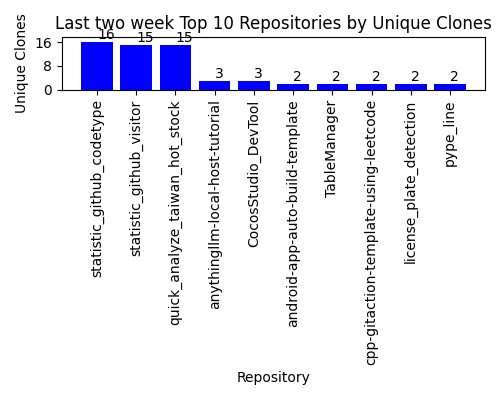 Last two week Top 10 Repositories by Unique Clones
Unique Clones
16
8
0
16
15
15
3
3
2
2
2
2
2
statistic_github_codetype
statistic_github_visitor
quick_analyze_taiwan_hot_stock
anythingllm-local-host-tutorial
CocosStudio_DevTool
android-app-auto-build-template
TableManager
cpp-gitaction-template-using-leetcode
license_plate_detection
pype_line
Repository